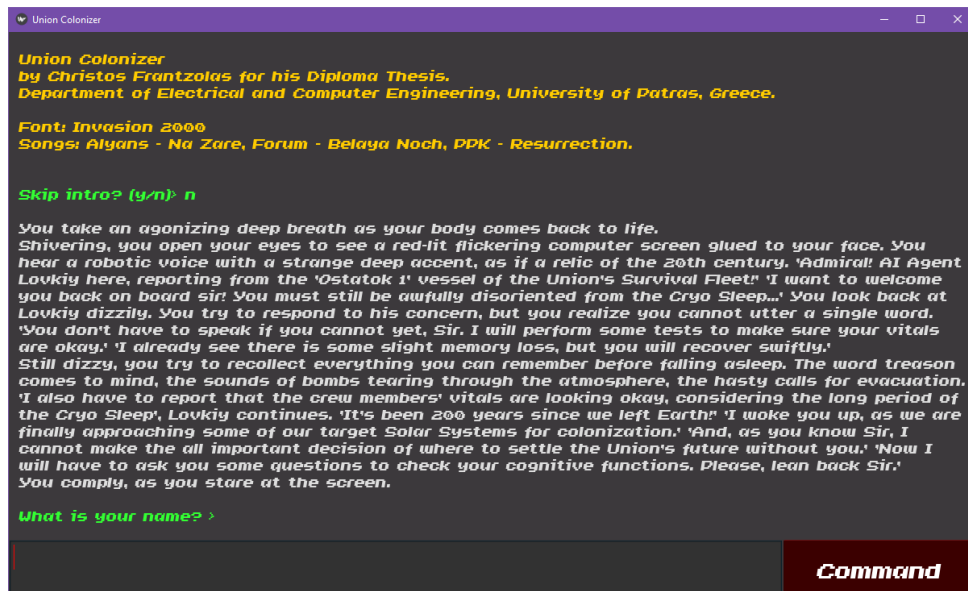 Union Colonizer
Union Colonizer
by Christos Frantzolas for his Diploma Thesis.
Department of Electrical and Computer Engineering, University of Patras, Greece.
Font: Invasion 2000
Songs: Alyans - Na Zare, Forum - Belaya Noch, PPK - Resurrection.
Skip intro? (y/n)> n
You take an agonizing deep breath as your body comes back to life.
Shivering, you open your eyes to see a red-lit flickering computer screen glued to your face. You
hear a robotic voice with a strange deep accent, as if a relic of the 20th century. 'Admiral! AI Agent
Lovkiy here, reporting from the 'Ostatok 1' vessel of the Union's Survival Fleet!' 'I want to welcome
you back on board sir! You must still be awfully disoriented from the Cryo Sleep...' You look back at
Lovkiy dizzily. You try to respond to his concern, but you realize you cannot utter a single word.
'You don't have to speak if you cannot yet, Sir. I will perform some tests to make sure your vitals
are okay.' 'I already see there is some slight memory loss, but you will recover swiftly.'
Still dizzy, you try to recollect everything you can remember before falling asleep. The word treason
comes to mind, the sounds of bombs tearing through the atmosphere, the hasty calls for evacuation.
'I also have to report that the crew members' vitals are looking okay, considering the long period of
the Cryo Sleep', Lovkiy continues. 'It's been 200 years since we left Earth!' 'I woke you up, as we are
finally approaching some of our target Solar Systems for colonization.' 'And, as you know Sir, I
cannot make the all important decision of where to settle the Union's future without you.' 'Now I
will have to ask you some questions to check your cognitive functions. Please, lean back Sir.'
You comply, as you stare at the screen.
What is your name? >
Command